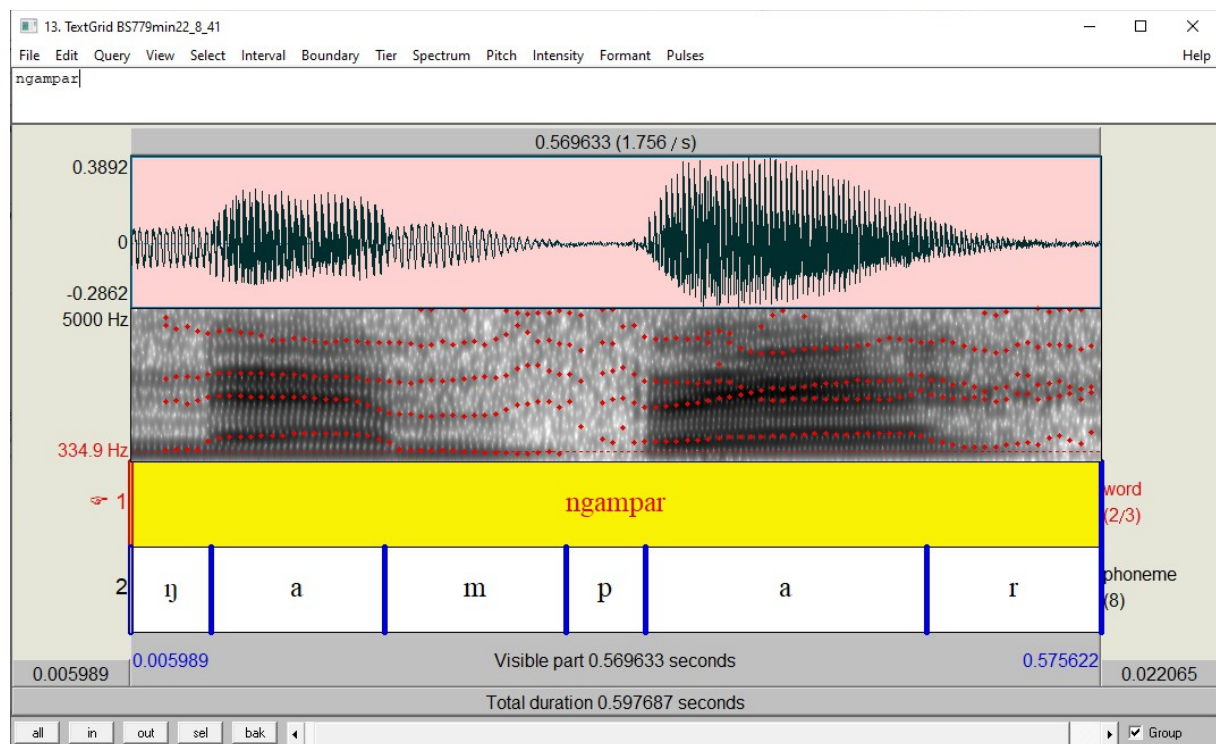 13. TextGrid BS779min22_8_41
File Edit Query View Select Interval Boundary Tier Spectrum Pitch Intensity Formant Pulses Help
ngampar
0.569633 (1.756 / s)
0.3892
0
-0.2862
5000 Hz
334.9 Hz
☞ 1 ngampar word
(2/3)
2 ŋ a m p a r phoneme
(8)
0.005989 Visible part 0.569633 seconds 0.575622
0.005989 0.022065
Total duration 0.597687 seconds
all in out sel bak Group